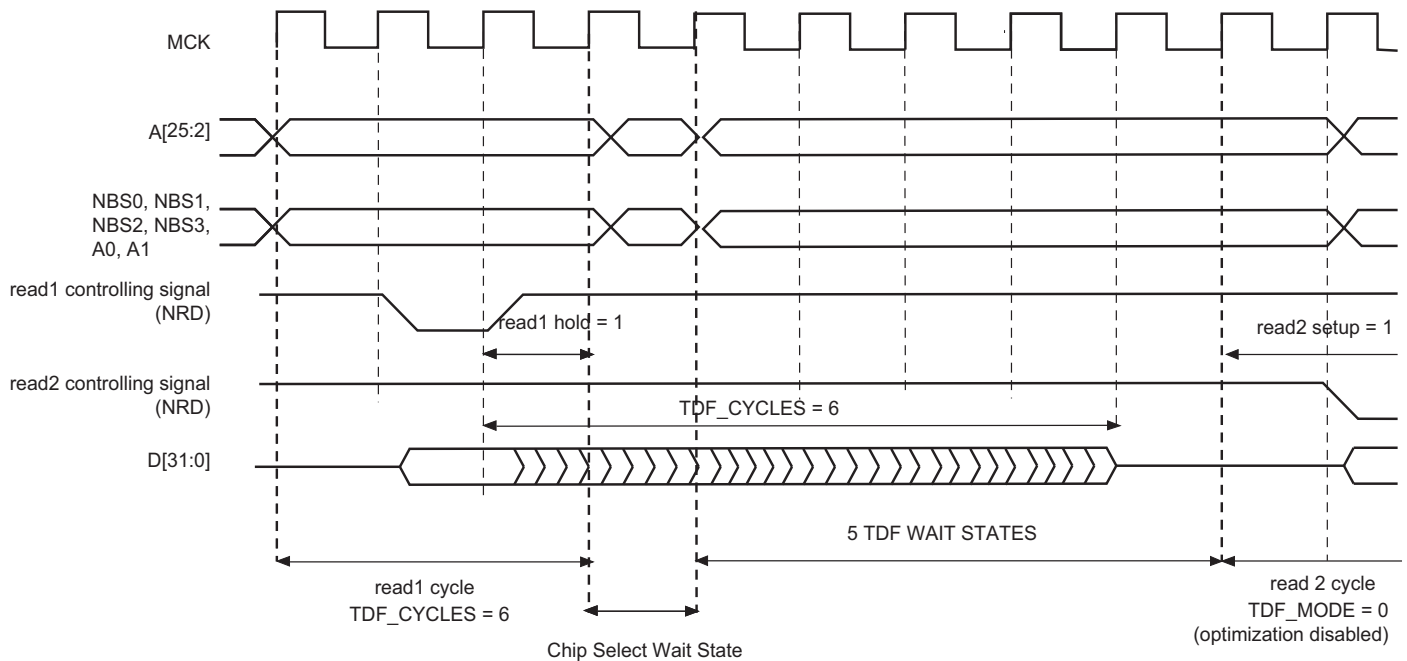 MCK
A[25:2]
NBS0, NBS1,
NBS2, NBS3,
A0, A1
read1 controlling signal
(NRD)
read1 hold = 1
read2 setup = 1
read2 controlling signal
(NRD)
TDF_CYCLES = 6
D[31:0]
5 TDF WAIT STATES
read1 cycle
TDF_CYCLES = 6
Chip Select Wait State
read 2 cycle
TDF_MODE = 0
(optimization disabled)